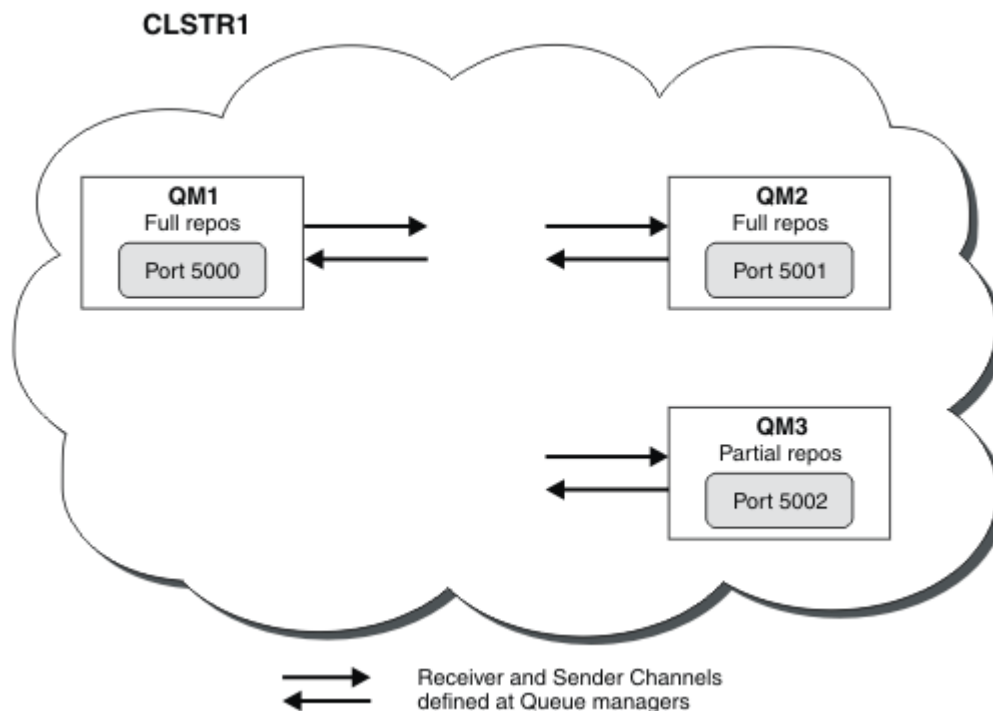 CLSTR1
QM1
Full repos
Port 5000
QM2
Full repos
Port 5001
QM3
Partial repos
Port 5002
Receiver and Sender Channels
defined at Queue managers